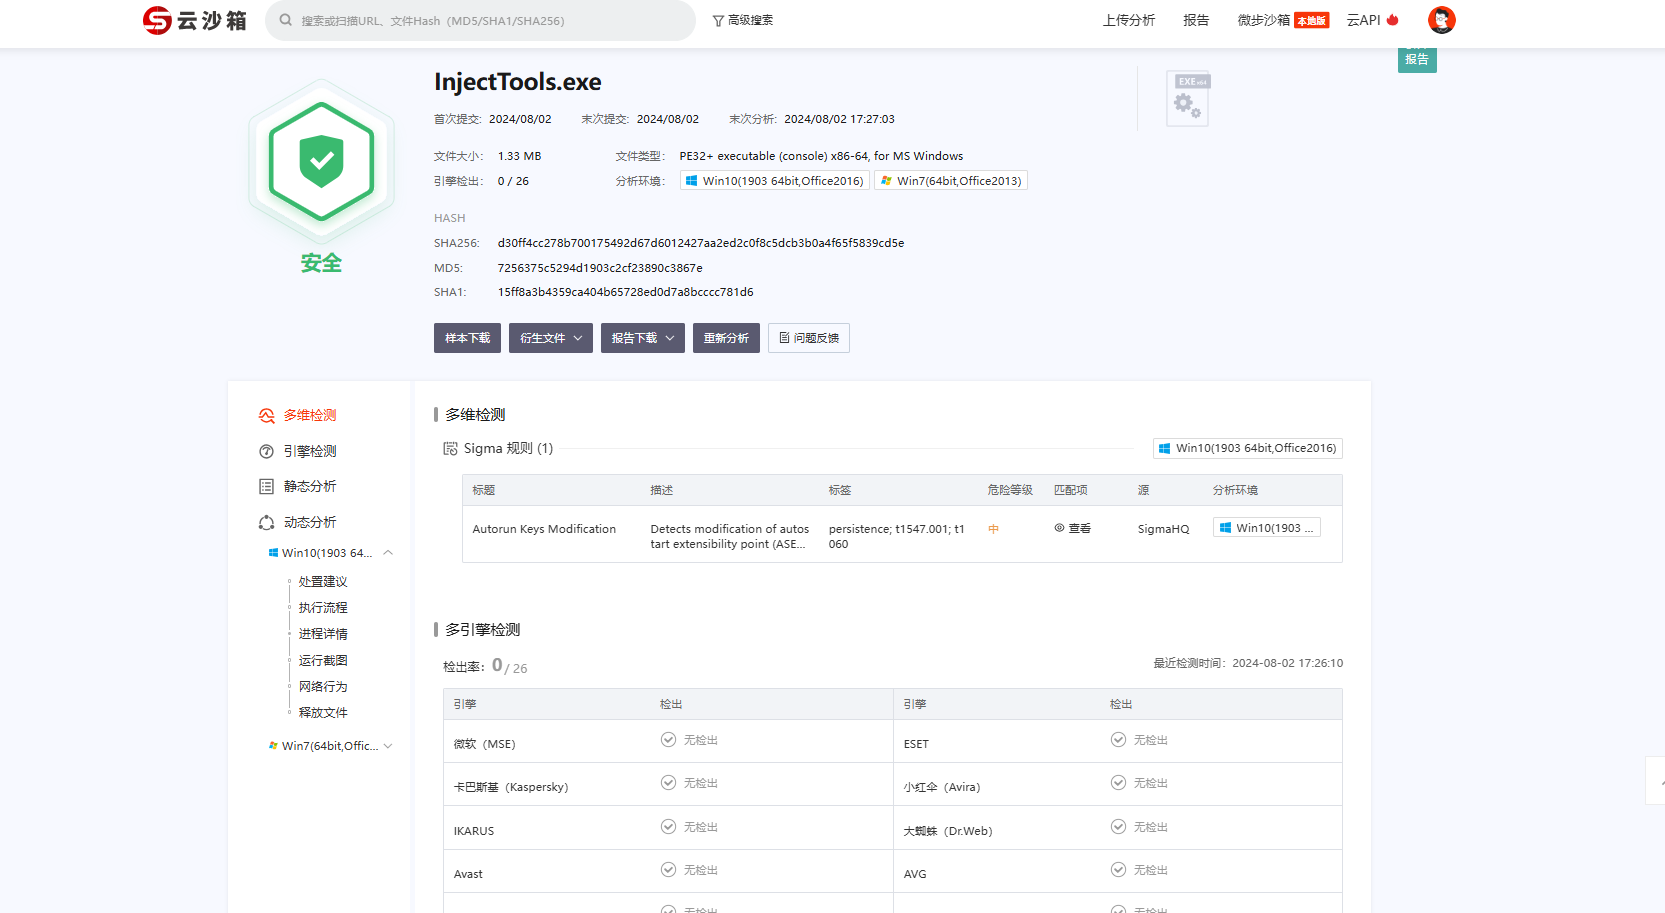 云沙箱
搜索或扫描URL、文件Hash（MD5/SHA1/SHA256）
高级搜索
上传分析
报告
微步沙箱 本地版
云API
报告
安全
InjectTools.exe
首次提交: 2024/08/02 末次提交: 2024/08/02 末次分析: 2024/08/02 17:27:03
文件大小: 1.33 MB 文件类型: PE32+ executable (console) x86-64, for MS Windows
引擎检出: 0 / 26 分析环境: Win10(1903 64bit,Office2016) Win7(64bit,Office2013)
EXE x64
HASH
SHA256: d30ff4cc278b700175492d67d6012427aa2ed2c0f8c5dcb3b0a4f65f5839cd5e
MD5: 7256375c5294d1903c2cf23890c3867e
SHA1: 15ff8a3b4359ca404b65728ed0d7a8bcccc781d6
样本下载 衍生文件 报告下载 重新分析 问题反馈
多维检测
引擎检测
静态分析
动态分析
Win10(1903 64...
处置建议
执行流程
进程详情
运行截图
网络行为
释放文件
Win7(64bit,Offic...
多维检测
Sigma 规则 (1) Win10(1903 64bit,Office2016)
标题 描述 标签 危险等级 匹配项 源 分析环境
Autorun Keys Modification Detects modification of autos persistence; t1547.001; t1 中 查看 SigmaHQ Win10(1903 ...
tart extensibility point (ASE... 060
多引擎检测
检出率: 0 / 26 最近检测时间: 2024-08-02 17:26:10
引擎 检出 引擎 检出
微软（MSE） 无检出 ESET 无检出
卡巴斯基（Kaspersky） 无检出 小红伞（Avira） 无检出
IKARUS 无检出 大蜘蛛（Dr.Web） 无检出
Avast 无检出 AVG 无检出
无检出 无检出